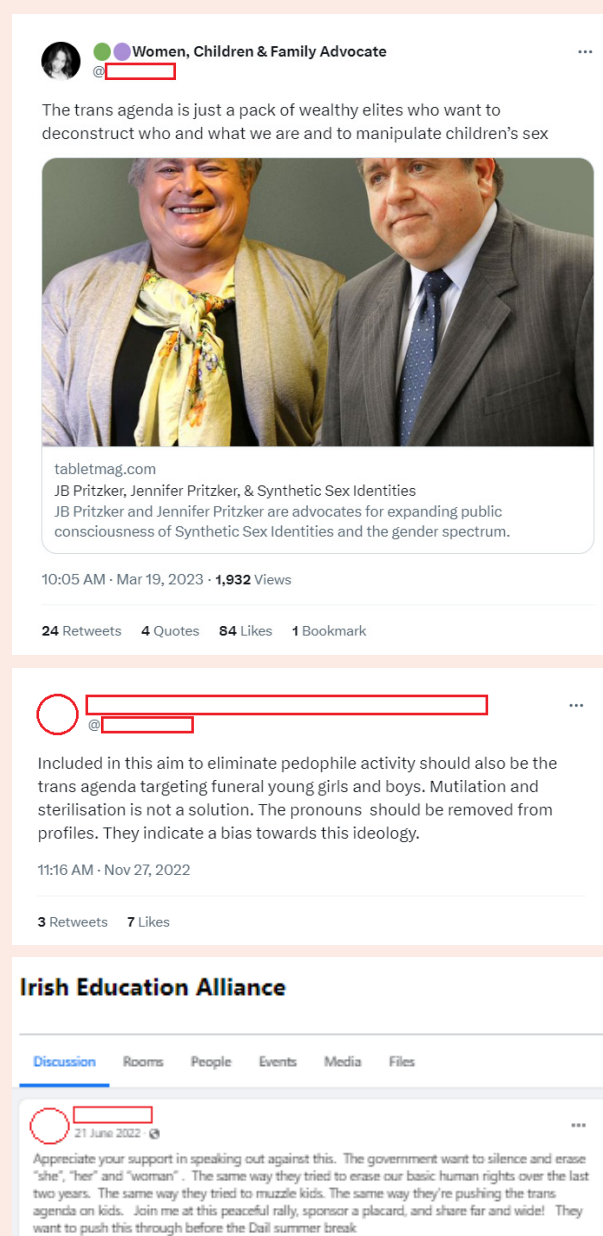 Women, Children & Family Advocate
@
The trans agenda is just a pack of wealthy elites who want to
deconstruct who and what we are and to manipulate children's sex
tabletmag.com
JB Pritzker, Jennifer Pritzker, & Synthetic Sex Identities
JB Pritzker and Jennifer Pritzker are advocates for expanding public
consciousness of Synthetic Sex Identities and the gender spectrum.
10:05 AM · Mar 19, 2023 · 1,932 Views
24 Retweets 4 Quotes 84 Likes 1 Bookmark
@
Included in this aim to eliminate pedophile activity should also be the
trans agenda targeting funeral young girls and boys. Mutilation and
sterilisation is not a solution. The pronouns should be removed from
profiles. They indicate a bias towards this ideology.
11:16 AM · Nov 27, 2022
3 Retweets 7 Likes
Irish Education Alliance
Discussion Rooms People Events Media Files
21 June 2022 ·
Appreciate your support in speaking out against this. The government want to silence and erase
"she", "her" and "woman" . The same way they tried to erase our basic human rights over the last
two years. The same way they tried to muzzle kids. The same way they're pushing the trans
agenda on kids. Join me at this peaceful rally, sponsor a placard, and share far and wide! They
want to push this through before the Dail summer break